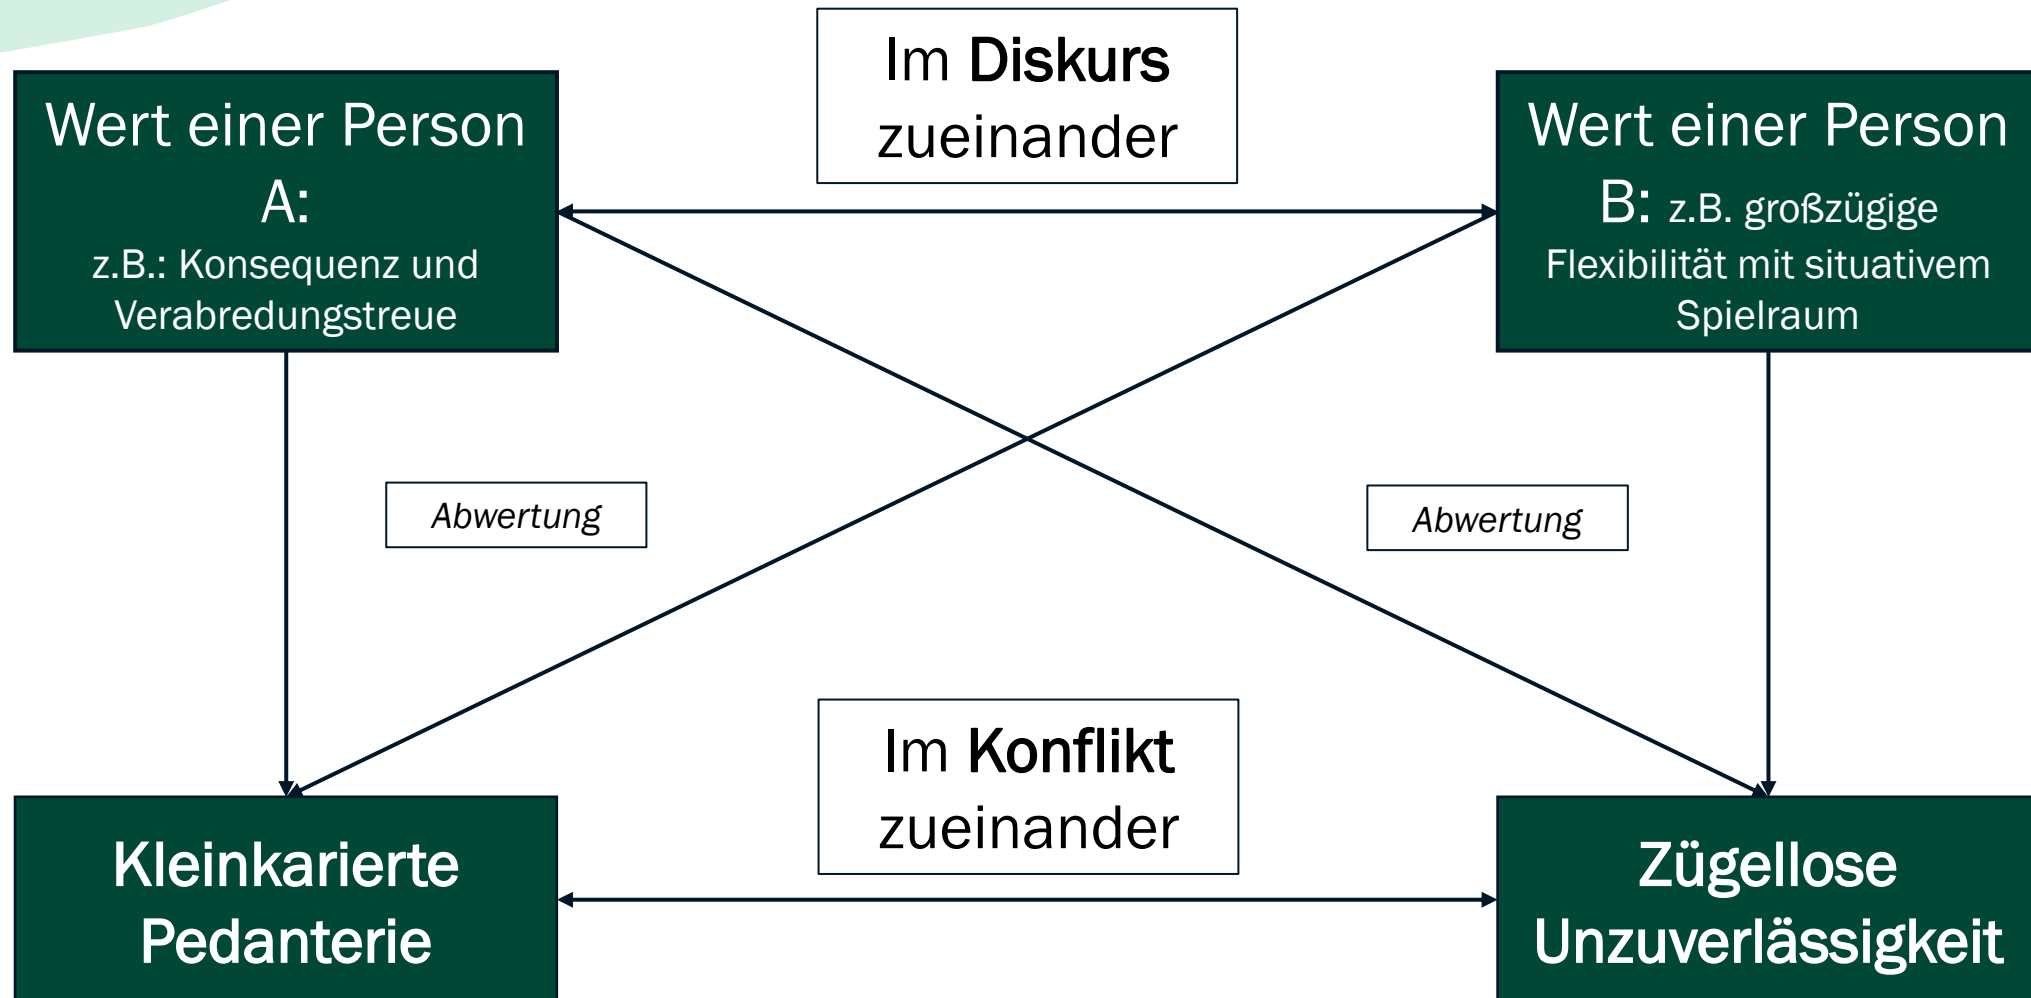 Im Diskurs
zueinander
Wert einer Person
A:
z.B.: Konsequenz und
Verabredungstreue
Wert einer Person
B: z.B. großzügige
Flexibilität mit situativem
Spielraum
Abwertung
Abwertung
Im Konflikt
zueinander
Kleinkarierte
Pedanterie
Zügellose
Unzuverlässigkeit